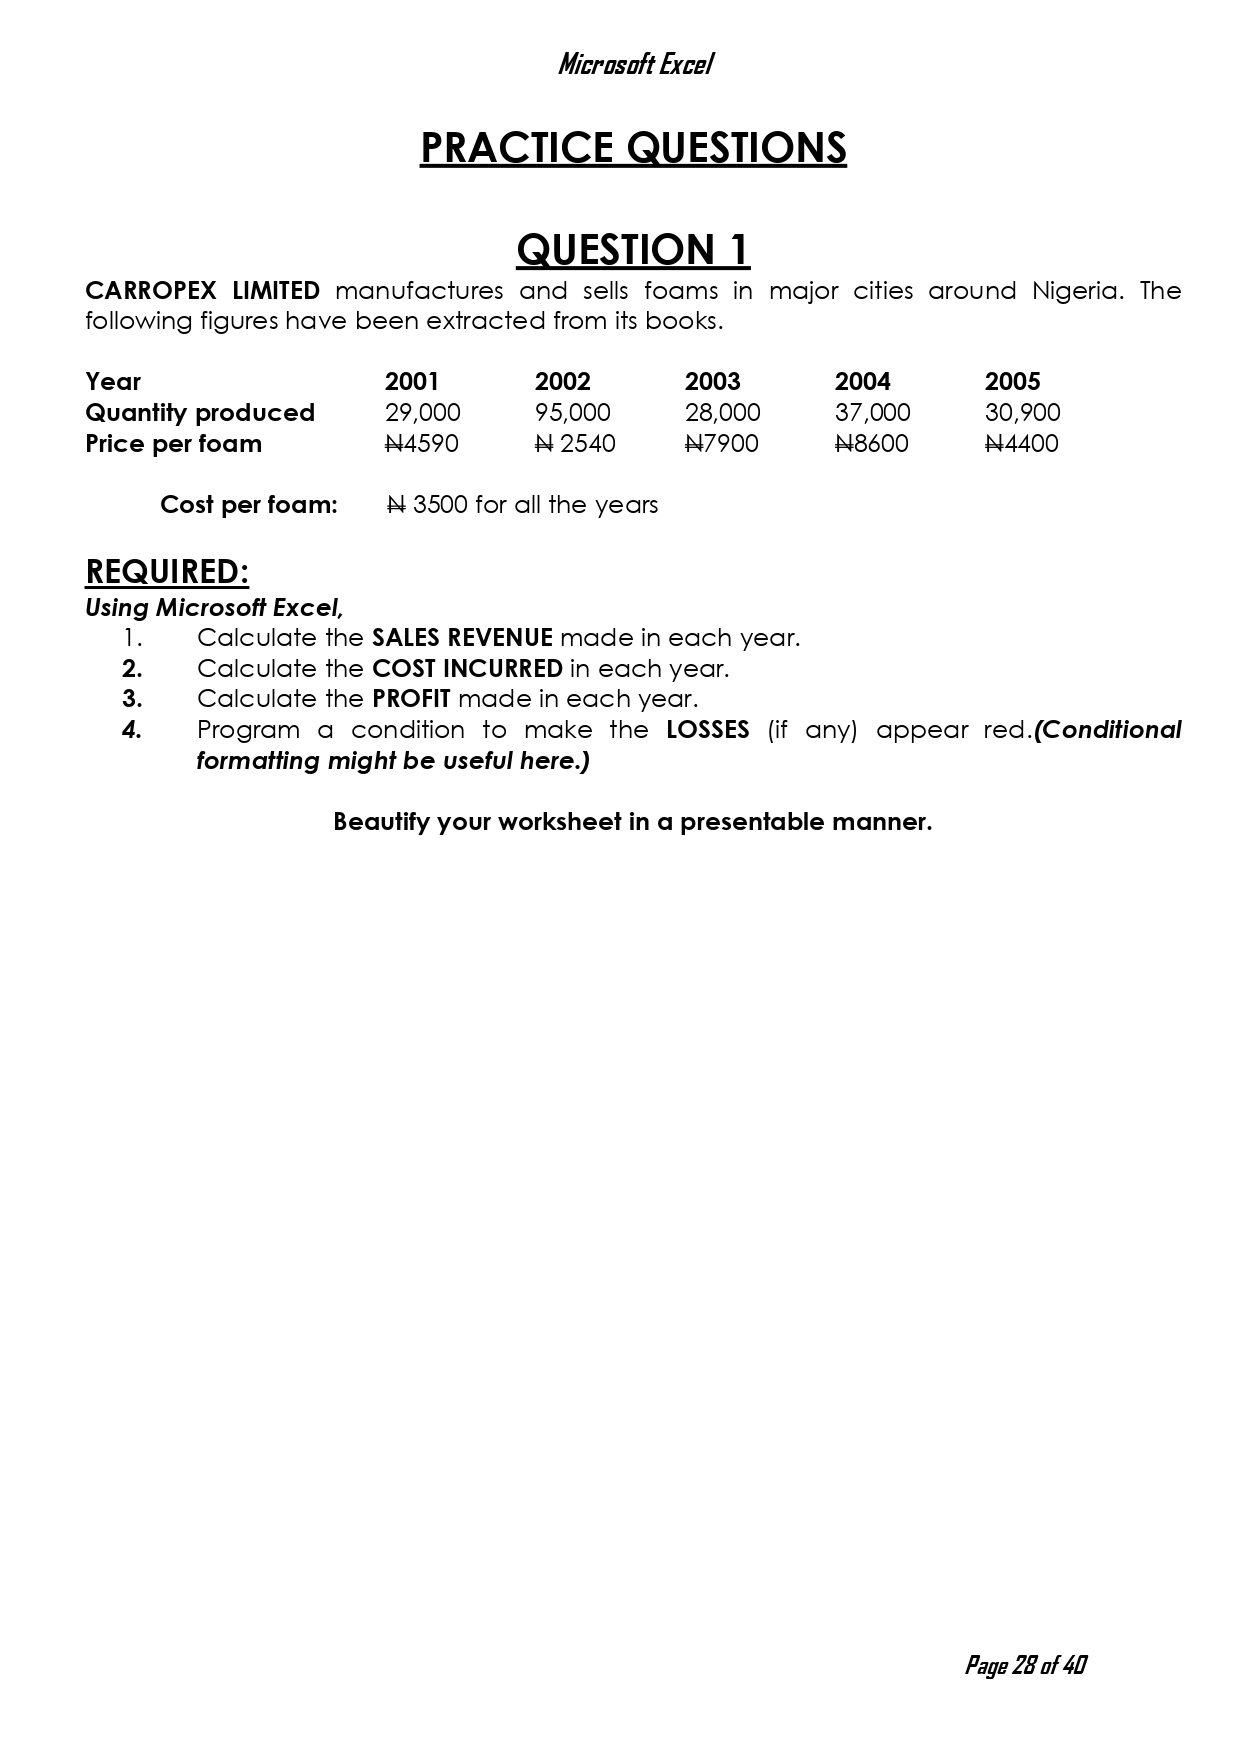 Microsoft Excel
PRACTICE QUESTIONS
QUESTION 1
CARROPEX LIMITED manufactures and sells foams in major cities around Nigeria. The
following figures have been extracted from its books.
Year 2001 2002 2003 2004 2005
Quantity produced 29,000 95,000 28,000 37,000 30,900
Price per foam ₦4590 ₦ 2540 ₦7900 ₦8600 ₦4400
Cost per foam: ₦ 3500 for all the years
REQUIRED:
Using Microsoft Excel,
1. Calculate the SALES REVENUE made in each year.
2. Calculate the COST INCURRED in each year.
3. Calculate the PROFIT made in each year.
4. Program a condition to make the LOSSES (if any) appear red.(Conditional
formatting might be useful here.)
Beautify your worksheet in a presentable manner.
Page 28 of 40